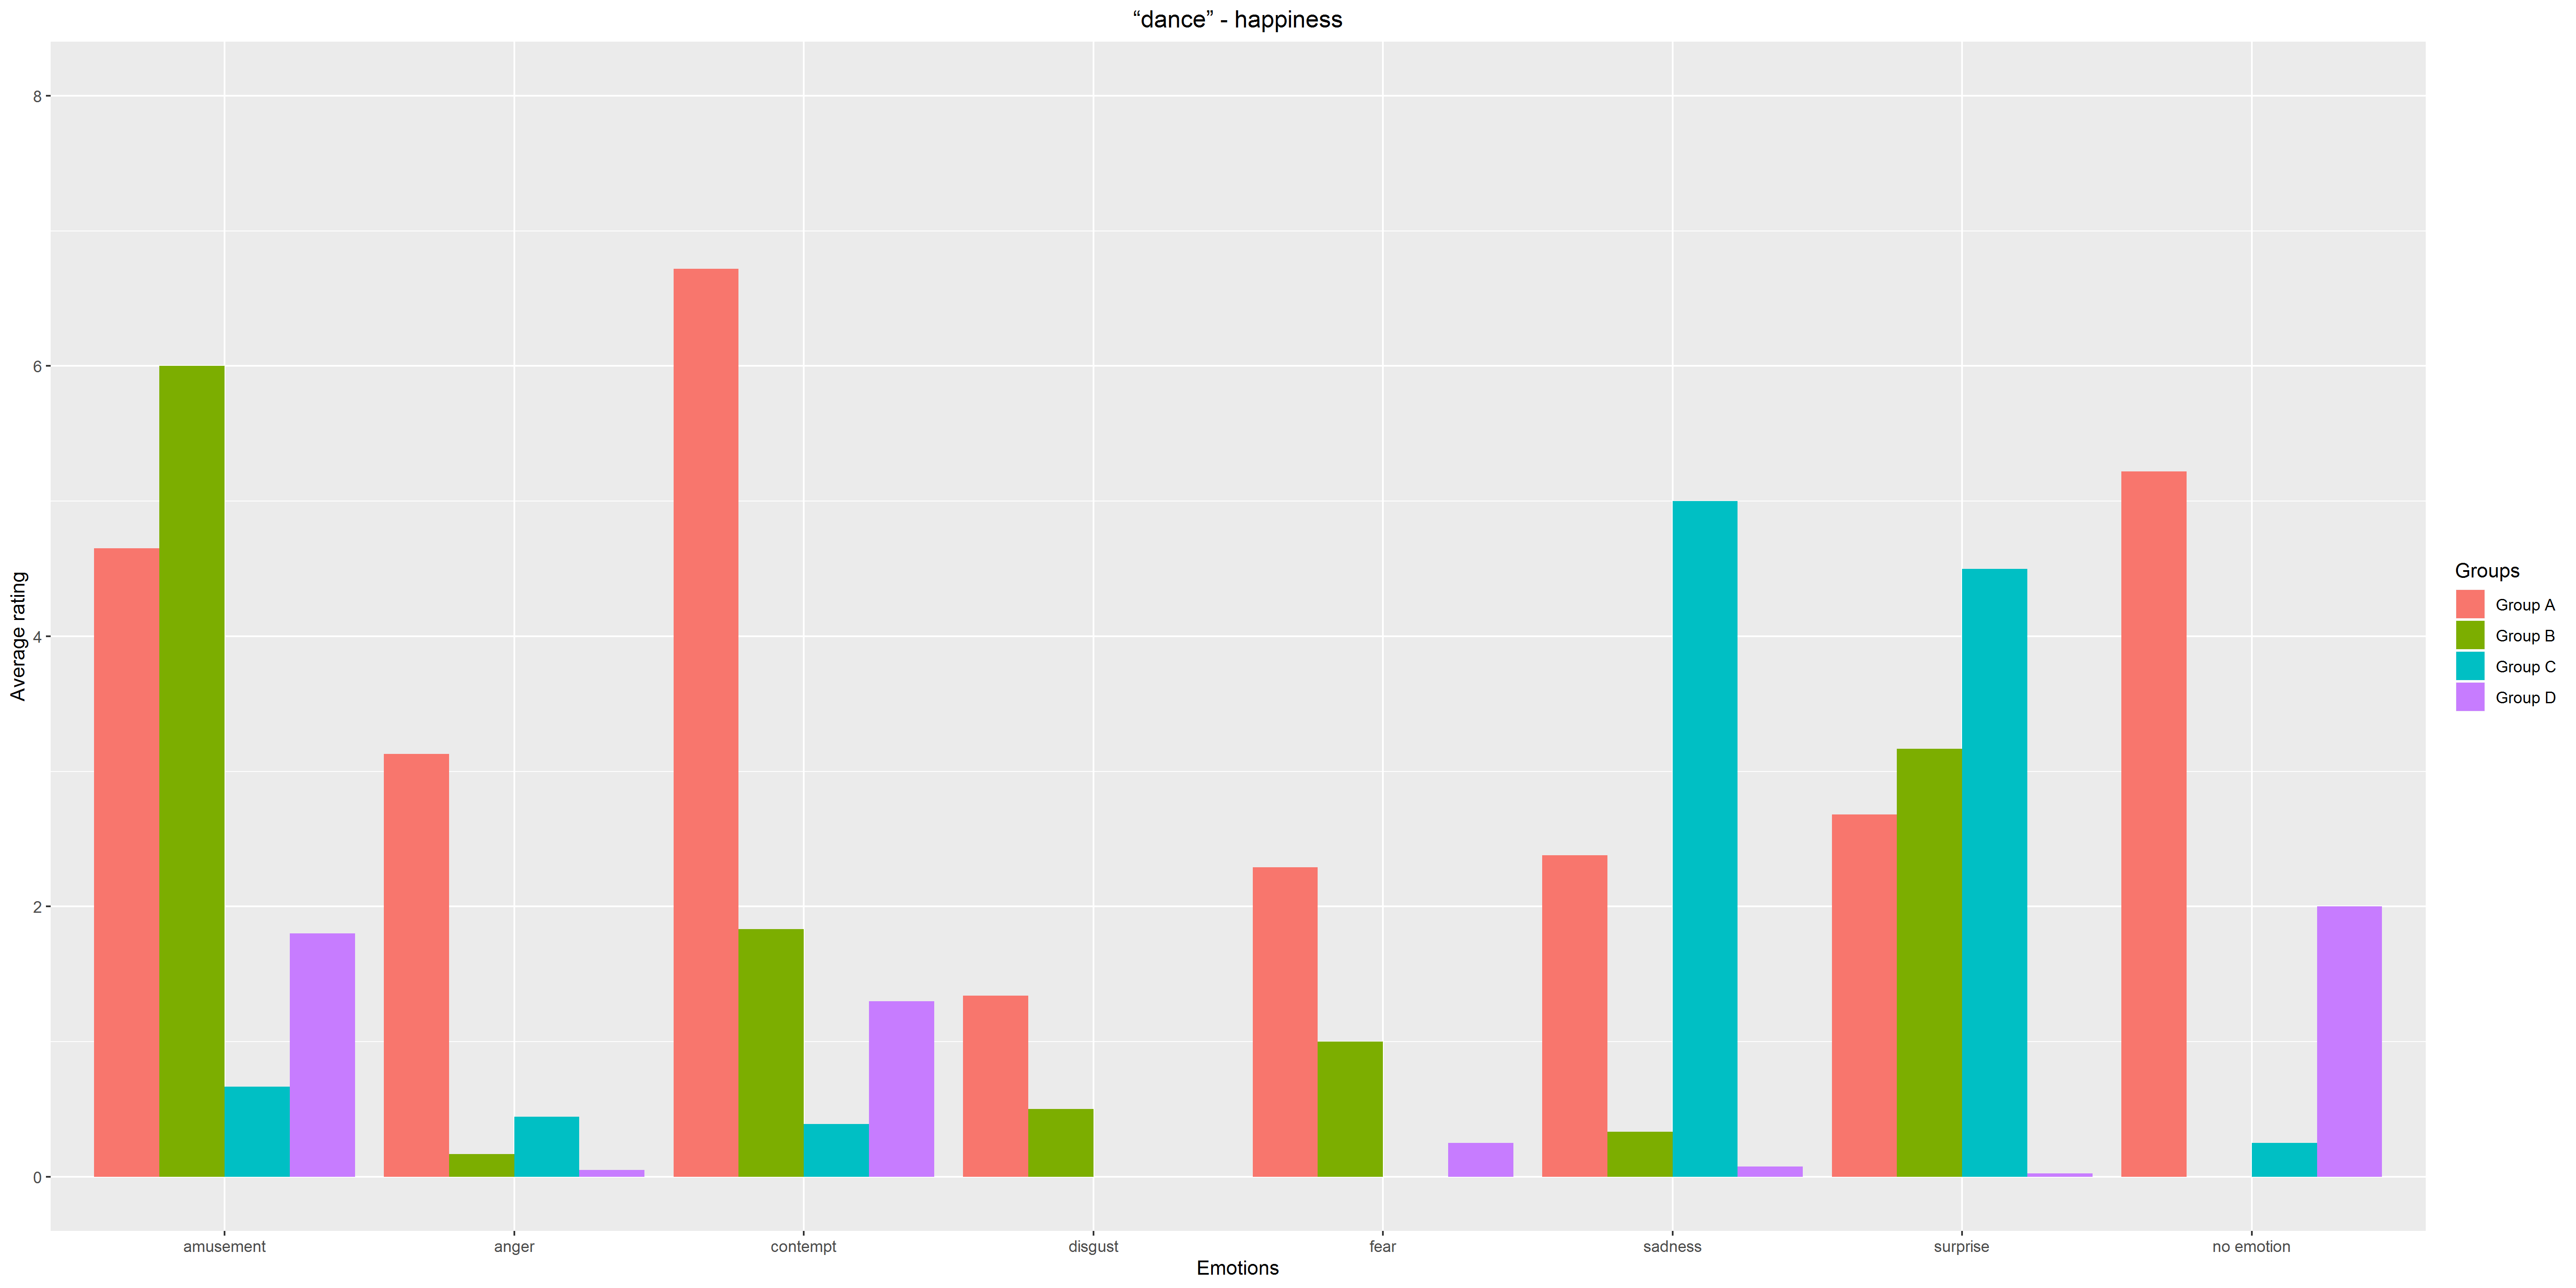 “dance” - happiness
8
6
4
2
0
Average rating
amusement anger contempt disgust fear sadness surprise no emotion
Emotions
Groups
Group A
Group B
Group C
Group D